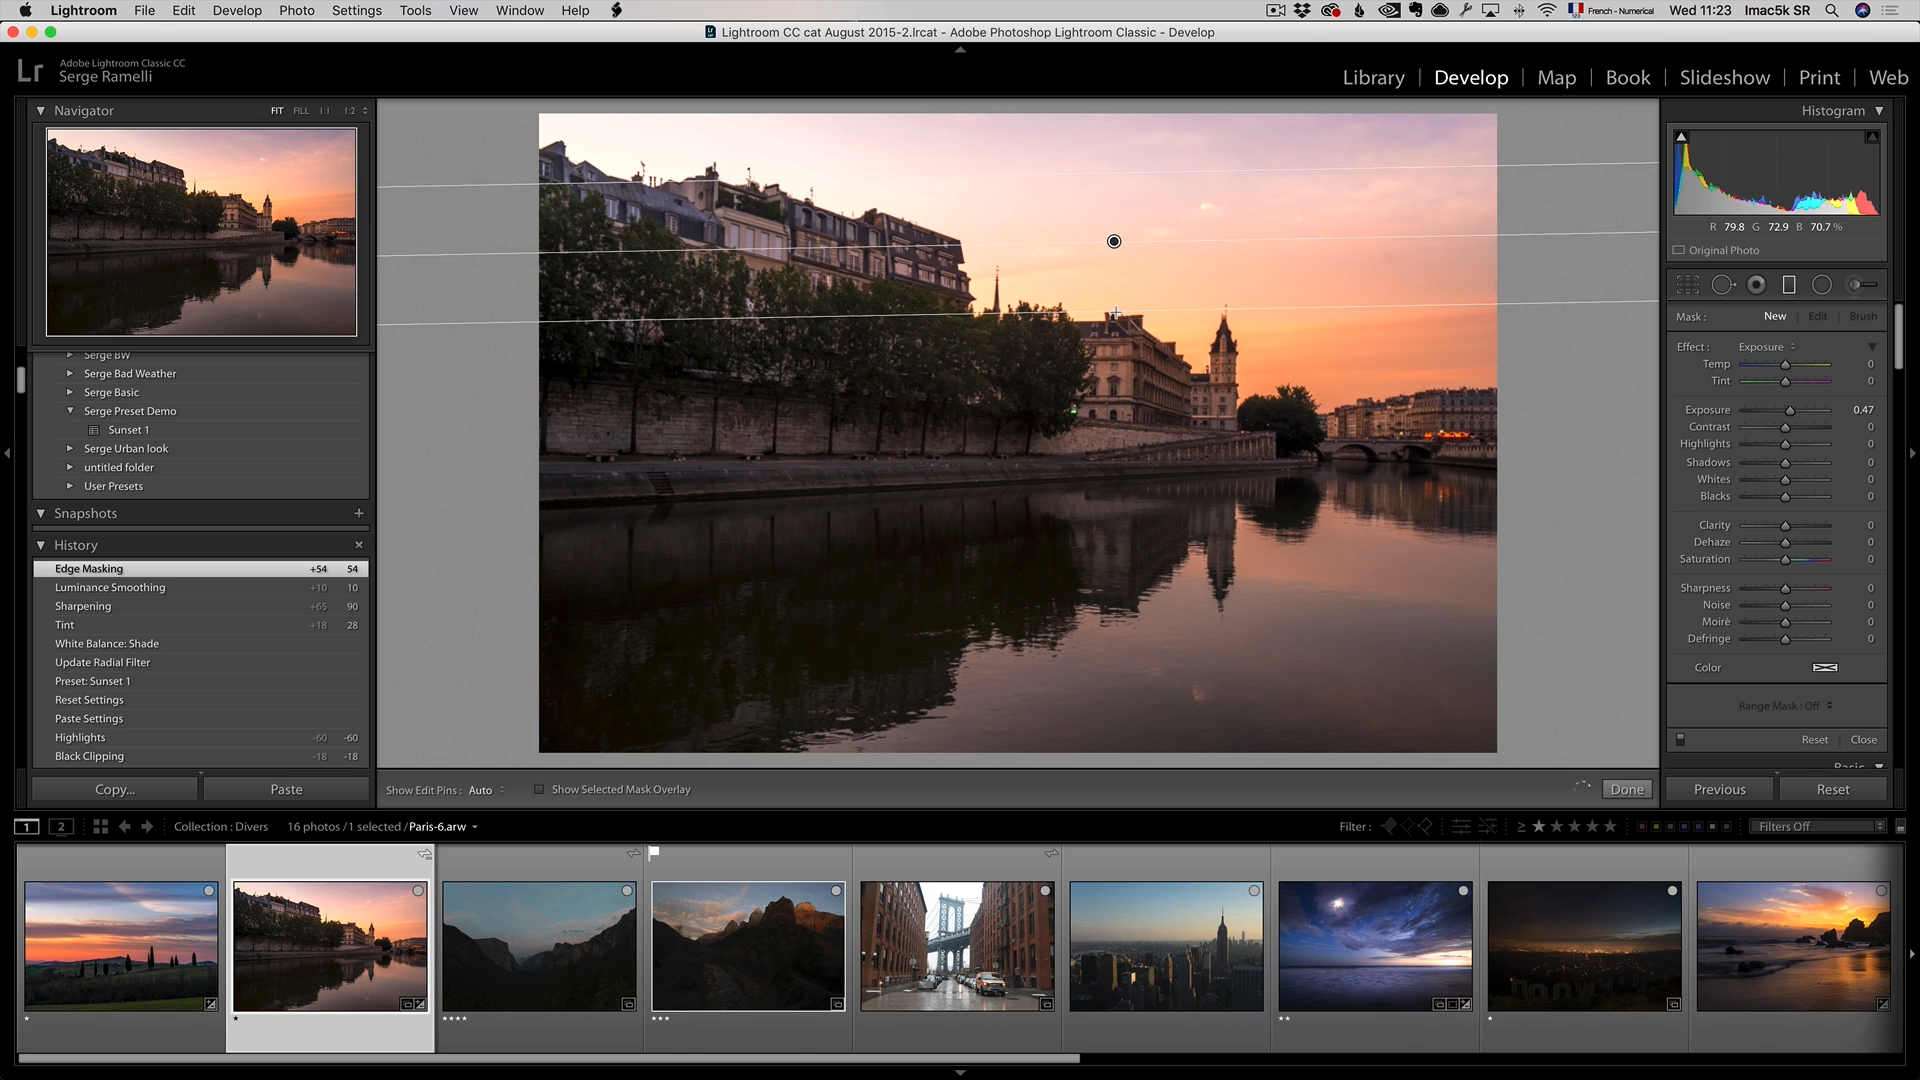 Lightroom File Edit Develop Photo Settings Tools View Window Help French - Numerical Wed 11:23 Imac5k SR
Lightroom CC cat August 2015-2.lrcat - Adobe Photoshop Lightroom Classic - Develop
Lr Adobe Lightroom Classic CC
Serge Ramelli
Library | Develop | Map | Book | Slideshow | Print | Web
Navigator FIT FILL 1:1 1:2
Serge BW
Serge Bad Weather
Serge Basic
Serge Preset Demo
Sunset 1
Serge Urban look
untitled folder
User Presets
Snapshots +
History ×
Edge Masking +54 54
Luminance Smoothing +10 10
Sharpening +65 90
Tint +18 28
White Balance: Shade
Update Radial Filter
Preset: Sunset 1
Reset Settings
Paste Settings
Highlights -60 -60
Black Clipping -18 -18
Copy... Paste
Show Edit Pins : Auto Show Selected Mask Overlay Done
Histogram
R 79.8 G 72.9 B 70.7 %
Original Photo
Mask : New Edit Brush
Effect : Exposure
Temp 0
Tint 0
Exposure 0.47
Contrast 0
Highlights 0
Shadows 0
Whites 0
Blacks 0
Clarity 0
Dehaze 0
Saturation 0
Sharpness 0
Noise 0
Moiré 0
Defringe 0
Color
Range Mask : Off
Reset Close
Basic
Previous Reset
1 2 Collection : Divers 16 photos / 1 selected / Paris-6.arw Filter : ≥ Filters Off